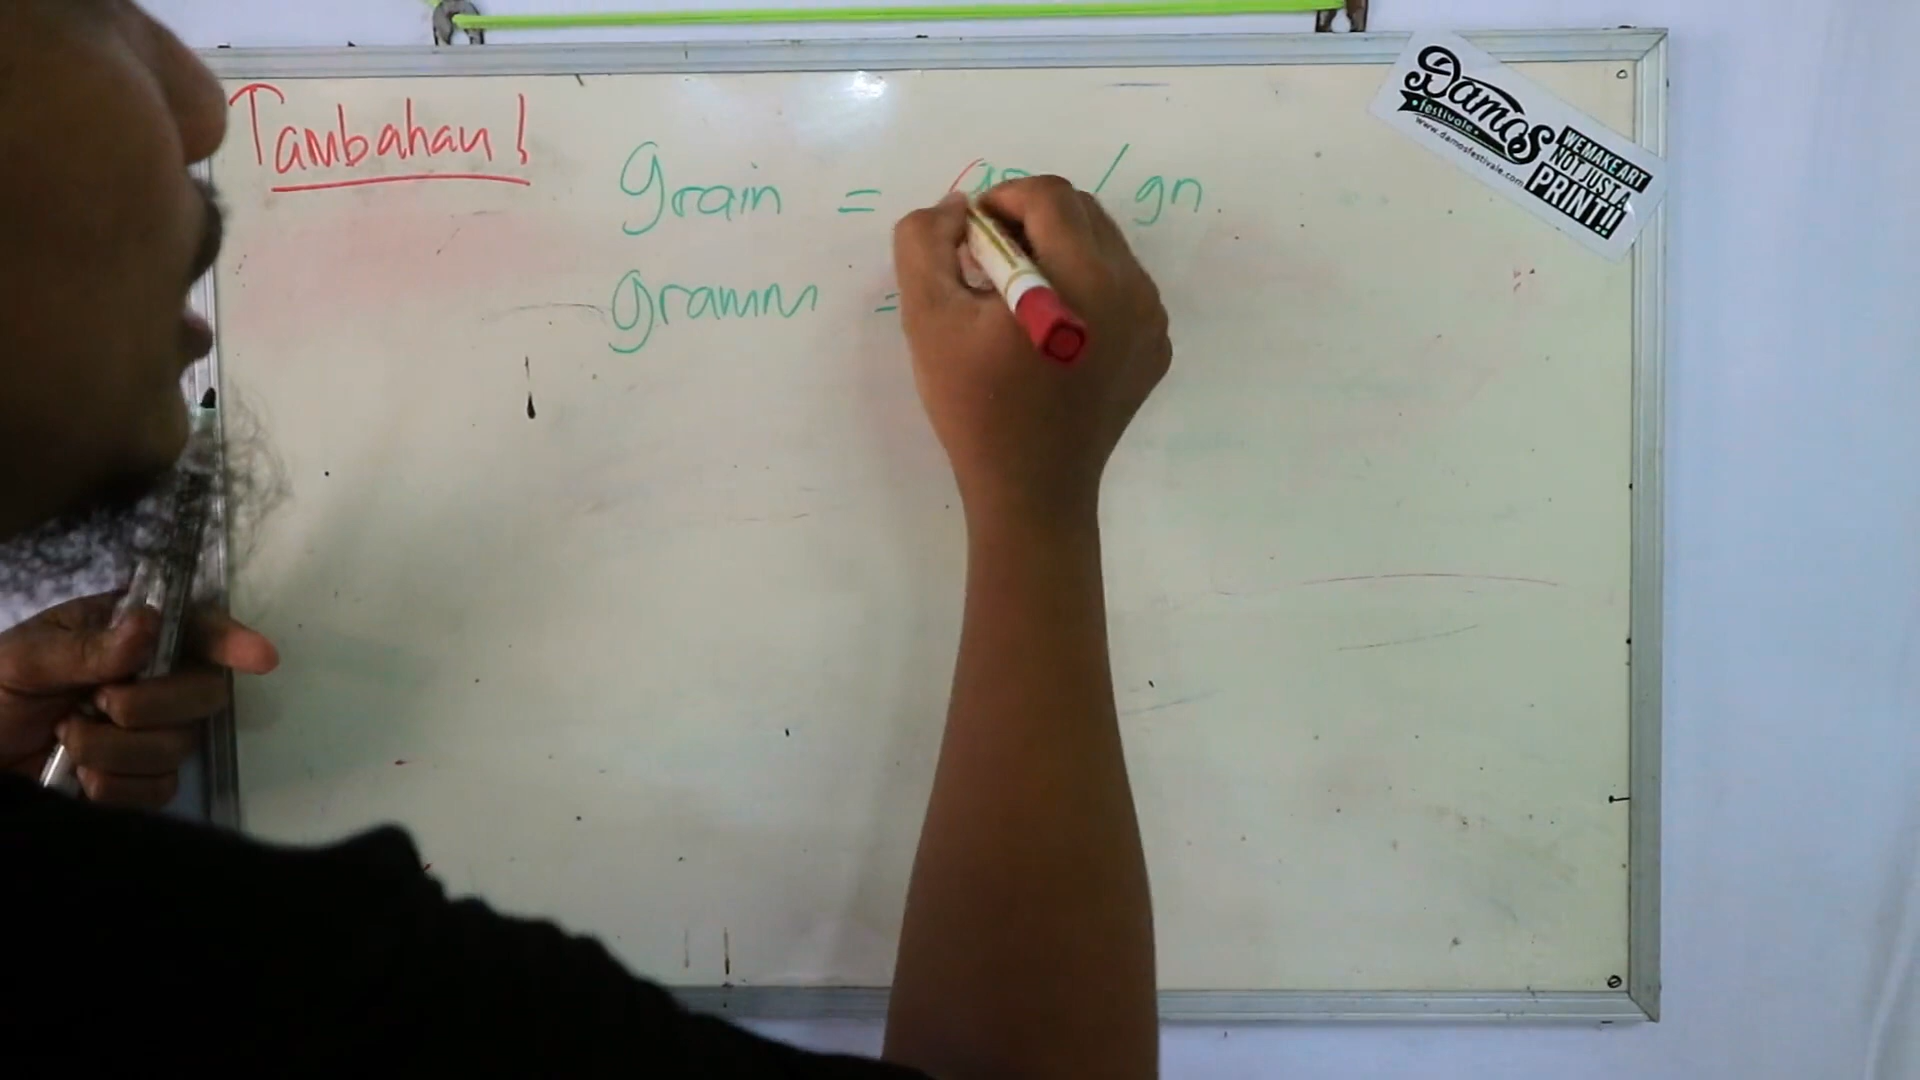 Tambahan!
grain = / gn
gramm =
Damos
festivale.
www.damosfestivale.com
WE MAKE ART
NOT JUST A
PRINT!!